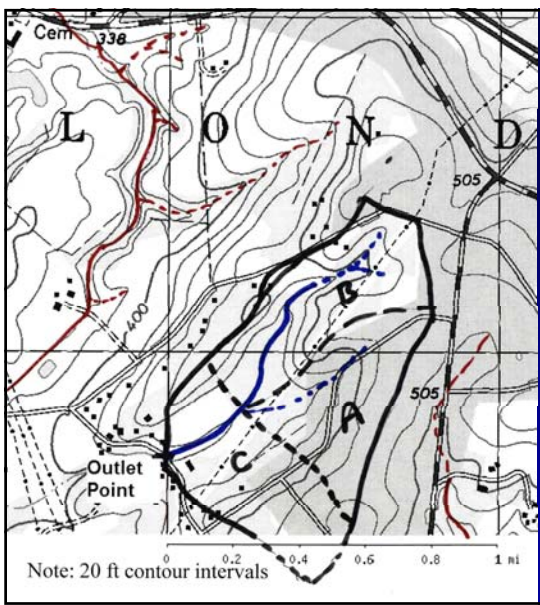 Cem 338
L O N D
505
B
400
505
A
C
Outlet
Point
0 0.2 0.4 0.6 0.8 1 mi
Note: 20 ft contour intervals